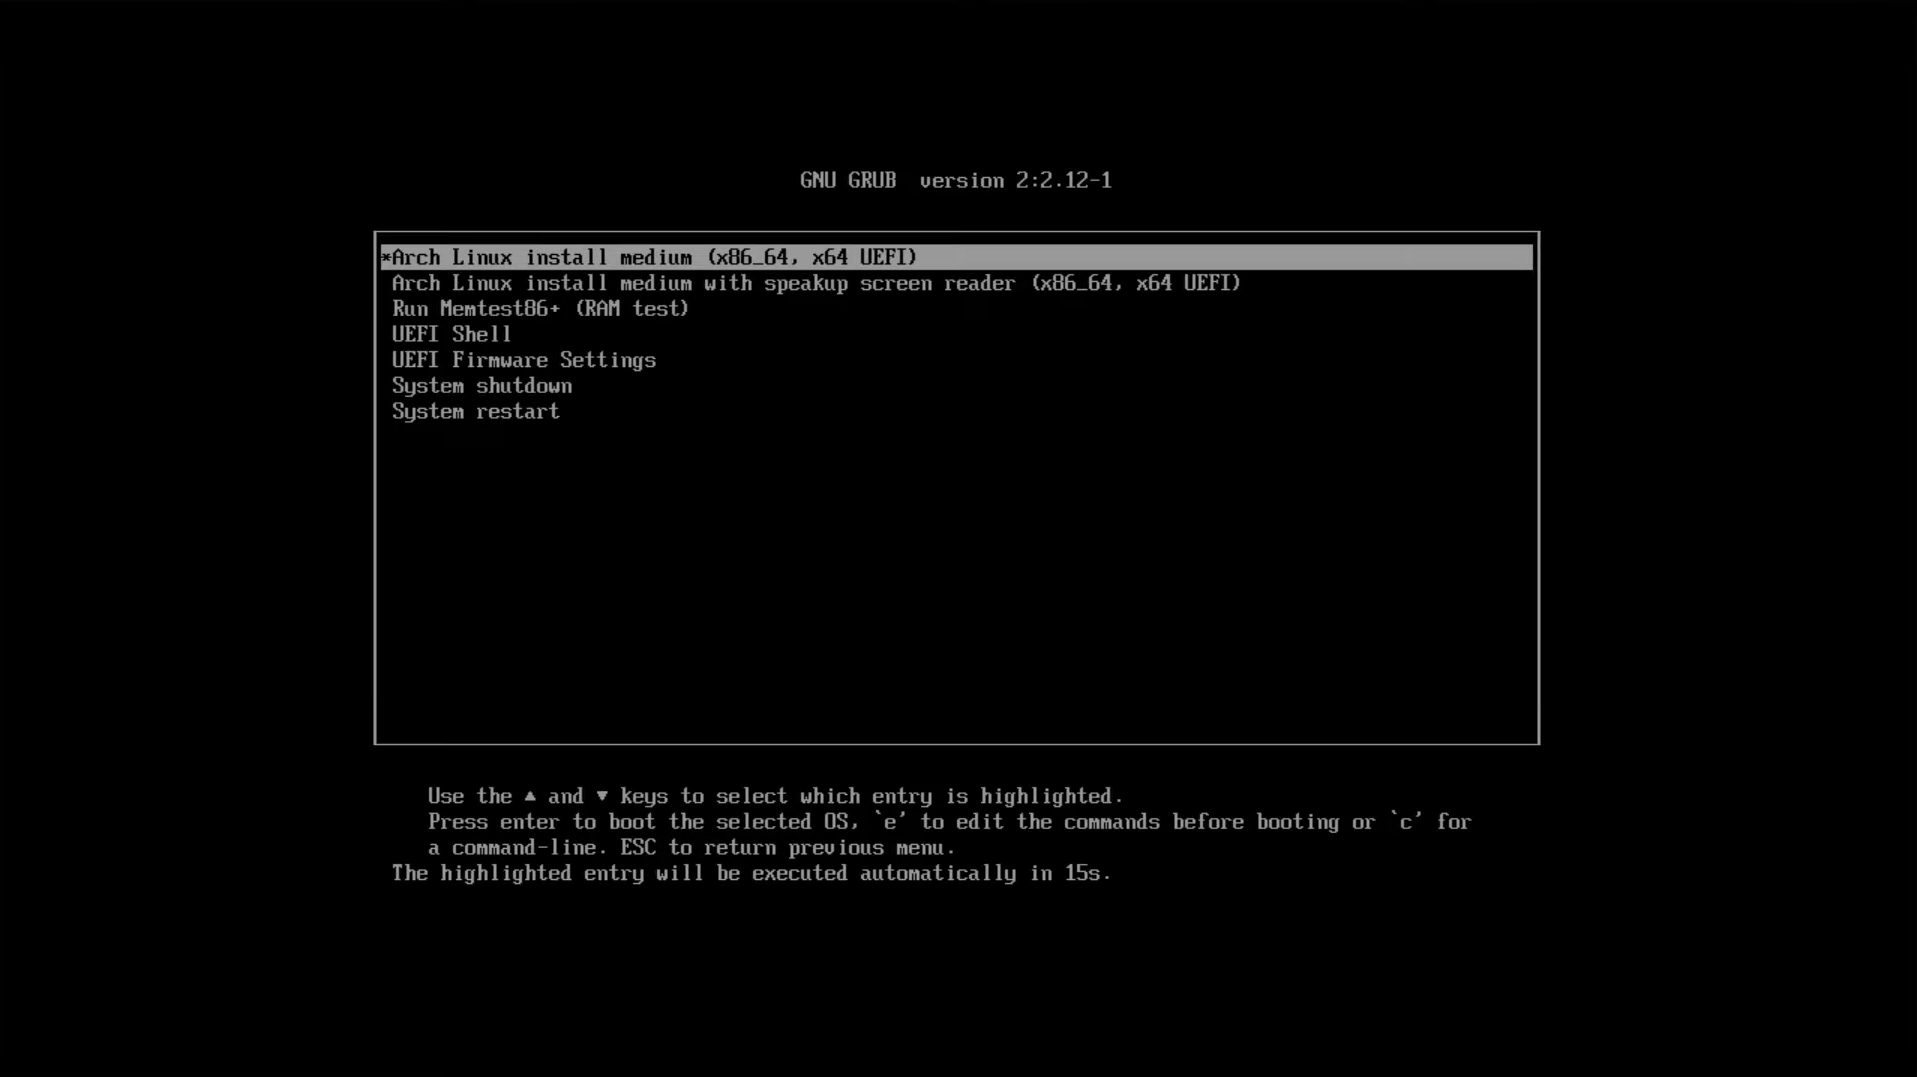 GNU GRUB  version 2:2.12-1
*Arch Linux install medium (x86_64, x64 UEFI)
Arch Linux install medium with speakup screen reader (x86_64, x64 UEFI)
Run Memtest86+ (RAM test)
UEFI Shell
UEFI Firmware Settings
System shutdown
System restart
Use the ▲ and ▼ keys to select which entry is highlighted.
Press enter to boot the selected OS, `e' to edit the commands before booting or `c' for
a command-line. ESC to return previous menu.
The highlighted entry will be executed automatically in 15s.